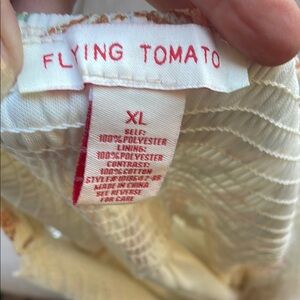 FLYING TOMATO
XL
SELF:
100%POLYESTER
LINING:
100%POLYESTER
CONTRAST:
100%COTTON
MADE IN CHINA
SEE REVERSE
FOR CARE